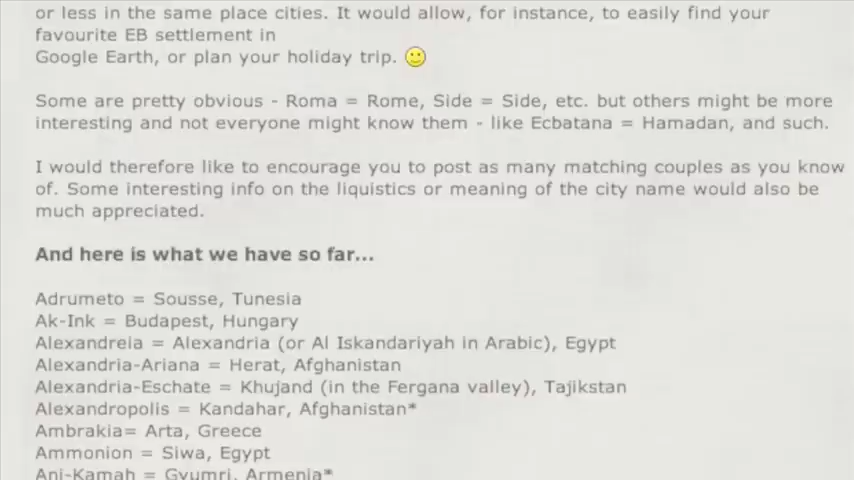 or less in the same place cities. It would allow, for instance, to easily find your
favourite EB settlement in
Google Earth, or plan your holiday trip.
Some are pretty obvious - Roma = Rome, Side = Side, etc. but others might be more
interesting and not everyone might know them - like Ecbatana = Hamadan, and such.
I would therefore like to encourage you to post as many matching couples as you know
of. Some interesting info on the liquistics or meaning of the city name would also be
much appreciated.
And here is what we have so far...
Adrumeto = Sousse, Tunesia
Ak-Ink = Budapest, Hungary
Alexandreia = Alexandria (or Al Iskandariyah in Arabic), Egypt
Alexandria-Ariana = Herat, Afghanistan
Alexandria-Eschate = Khujand (in the Fergana valley), Tajikstan
Alexandropolis = Kandahar, Afghanistan*
Ambrakia= Arta, Greece
Ammonion = Siwa, Egypt
Ani-Kamah = Gyumri, Armenia*